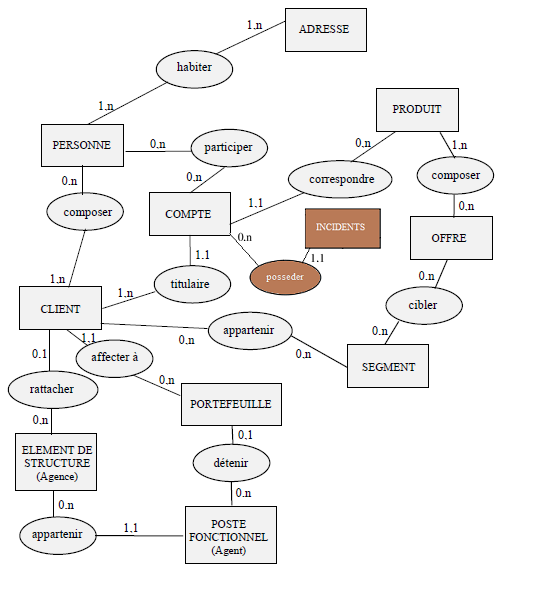 1,n
ADRESSE
habiter
1,n
PRODUIT
PERSONNE
0,n
participer
0,n
1,n
0,n
0,n
correspondre
composer
composer
1,1
0,n
COMPTE
INCIDENTS
OFFRE
0,n
1,1
1,1
0,n
1,n
1,n
titulaire
posseder
cibler
CLIENT
0,n
appartenir
0,n
1,1
0,n
0,1
affecter à
SEGMENT
rattacher
0,n
0,n
PORTEFEUILLE
ELEMENT DE
STRUCTURE
(Agence)
0,1
détenir
0,n
0,n
appartenir
1,1
POSTE
FONCTIONNEL
(Agent)